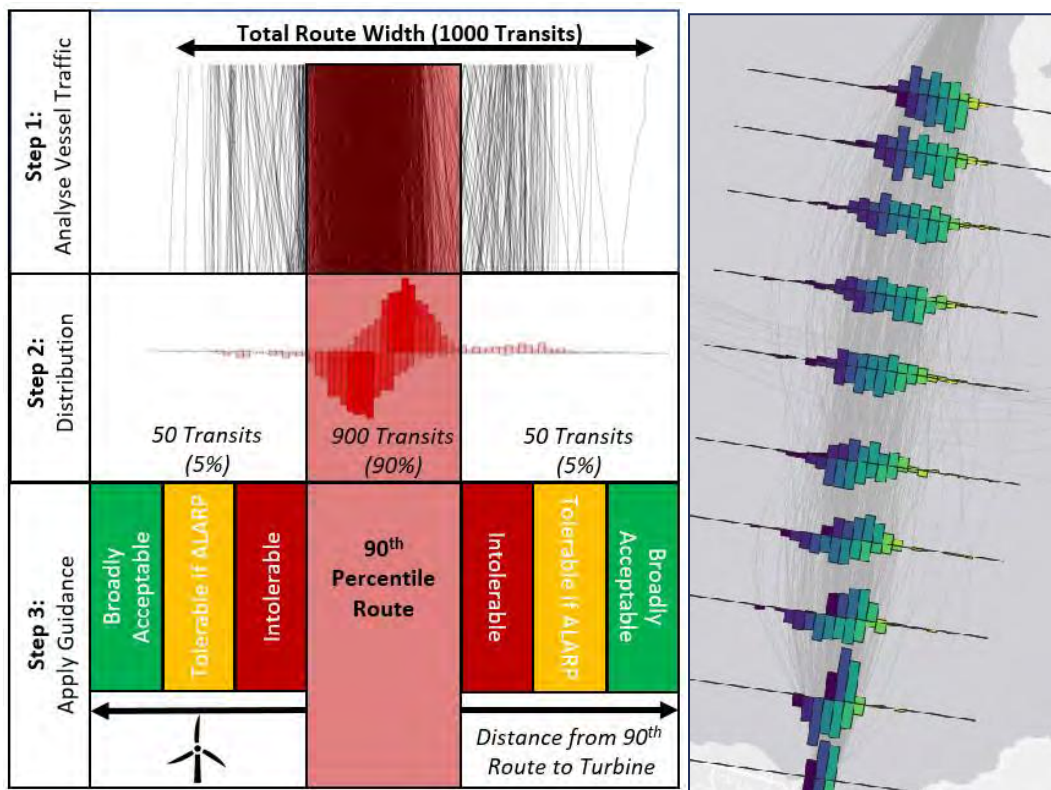 Step 1:
Analyse Vessel Traffic
Total Route Width (1000 Transits)
Step 2:
Distribution
50 Transits
(5%)
900 Transits
(90%)
50 Transits
(5%)
Step 3:
Apply Guidance
Broadly
Acceptable
Tolerable if ALARP
Intolerable
90th
Percentile
Route
Intolerable
Tolerable if ALARP
Broadly
Acceptable
Distance from 90th
Route to Turbine